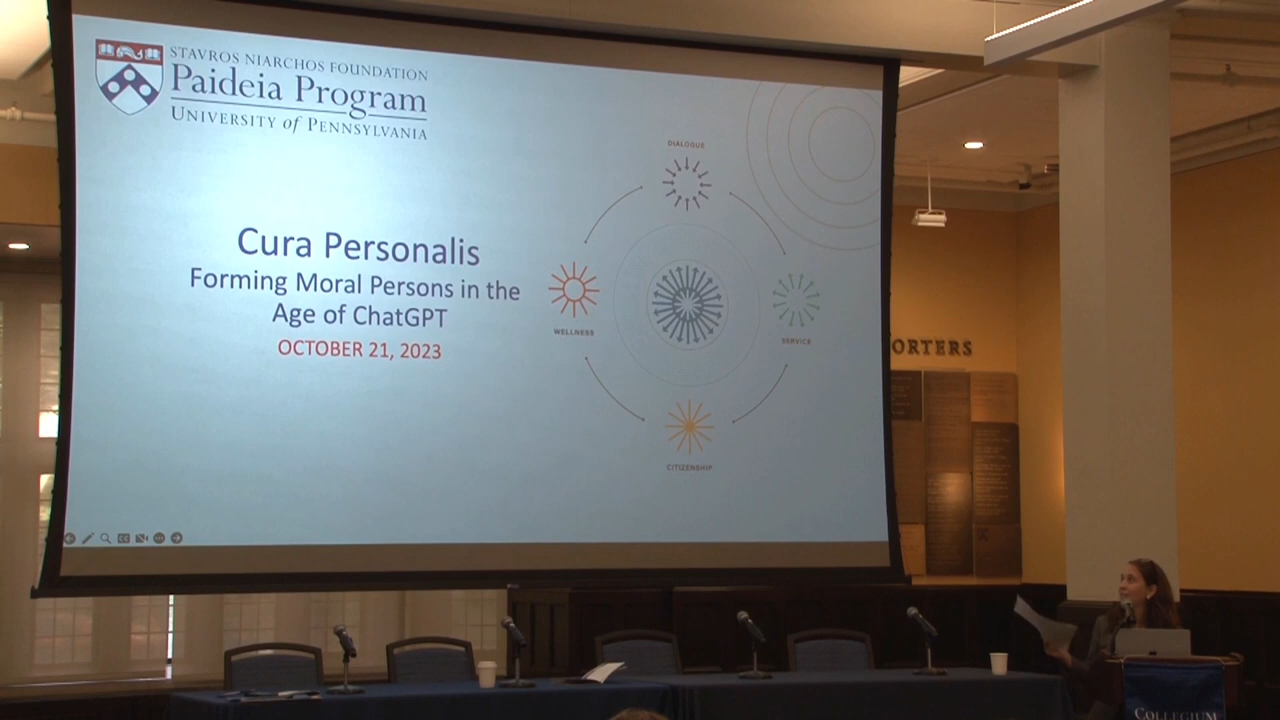 STAVROS NIARCHOS FOUNDATION
Paideia Program
UNIVERSITY of PENNSYLVANIA
Cura Personalis
Forming Moral Persons in the
Age of ChatGPT
OCTOBER 21, 2023
DIALOGUE
WELLNESS
SERVICE
CITIZENSHIP
ORTERS
COLLEGIUM